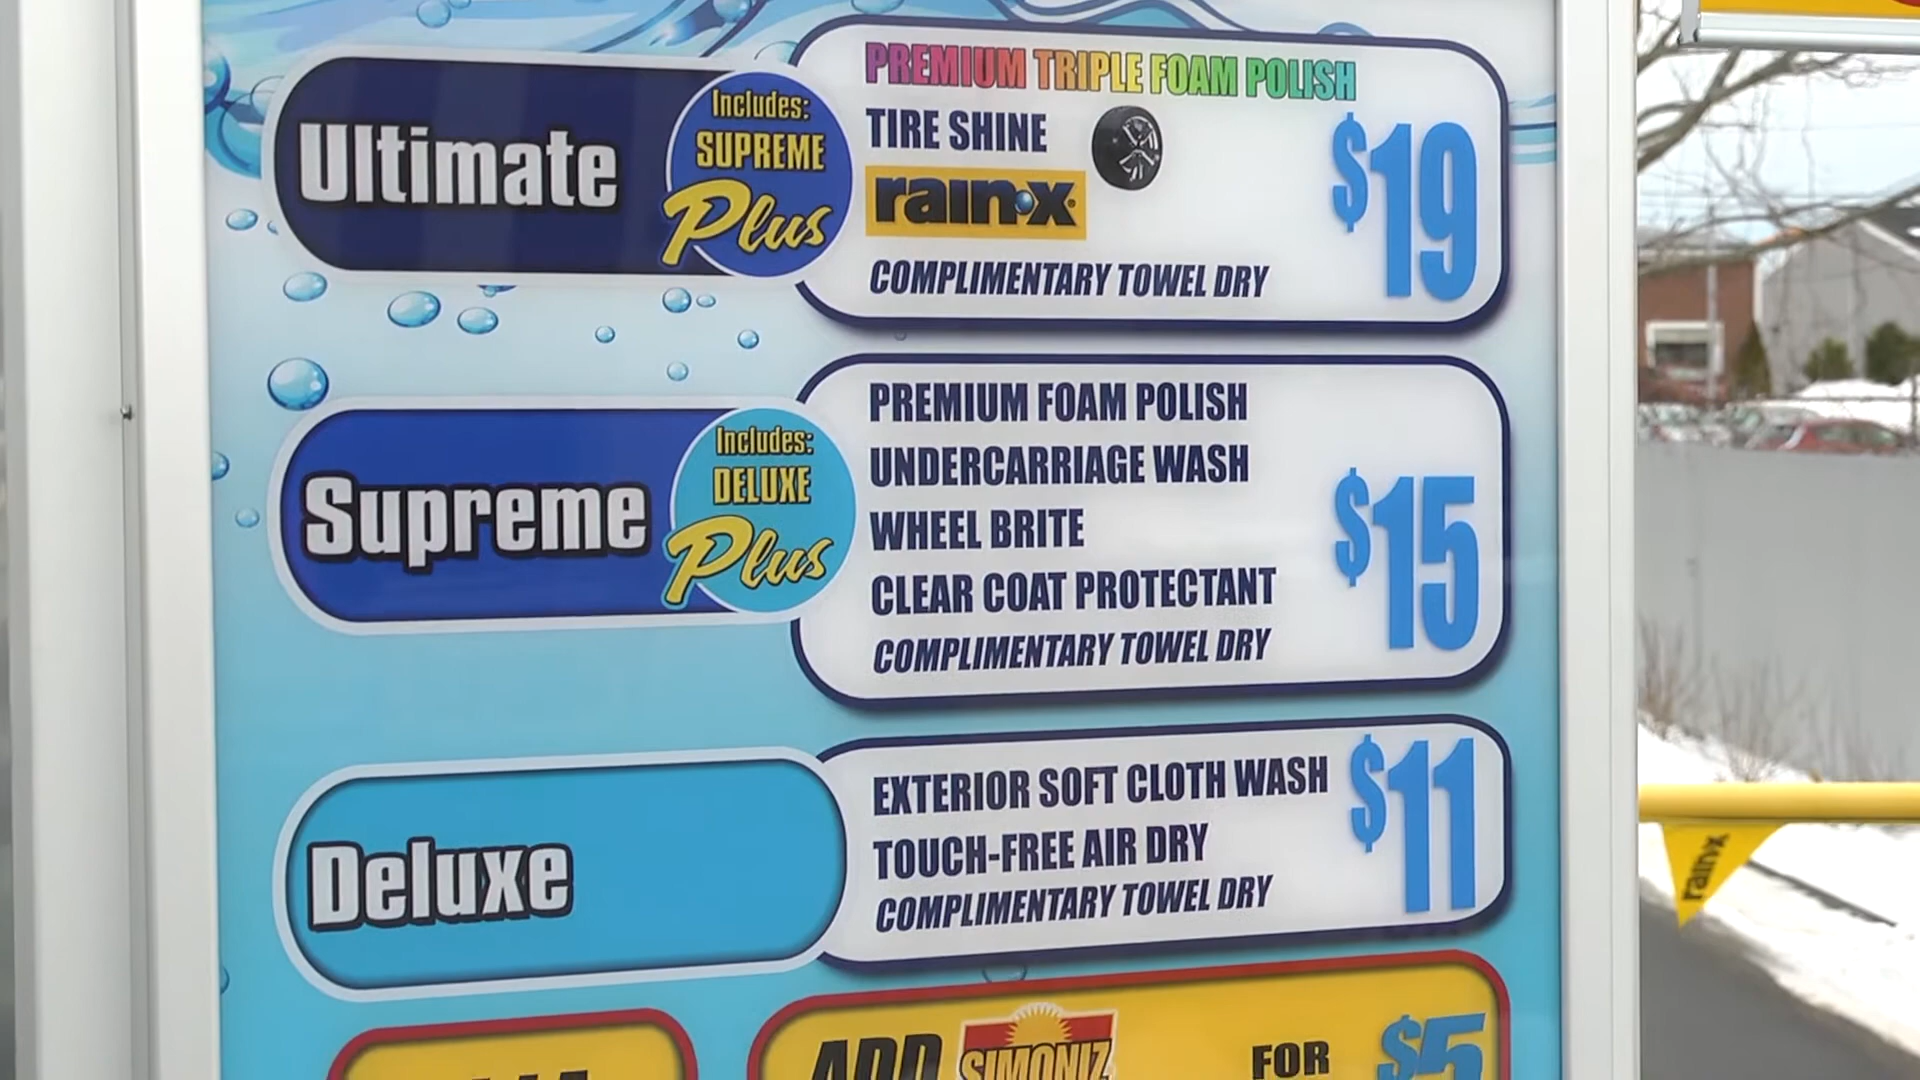 Ultimate
Includes:
SUPREME
Plus
PREMIUM TRIPLE FOAM POLISH
TIRE SHINE
rain-x
COMPLIMENTARY TOWEL DRY
$19
Supreme
Includes:
DELUXE
Plus
PREMIUM FOAM POLISH
UNDERCARRIAGE WASH
WHEEL BRITE
CLEAR COAT PROTECTANT
COMPLIMENTARY TOWEL DRY
$15
Deluxe
EXTERIOR SOFT CLOTH WASH
TOUCH-FREE AIR DRY
COMPLIMENTARY TOWEL DRY
$11
ADD
SIMONIZ
FOR
$5
rain-x